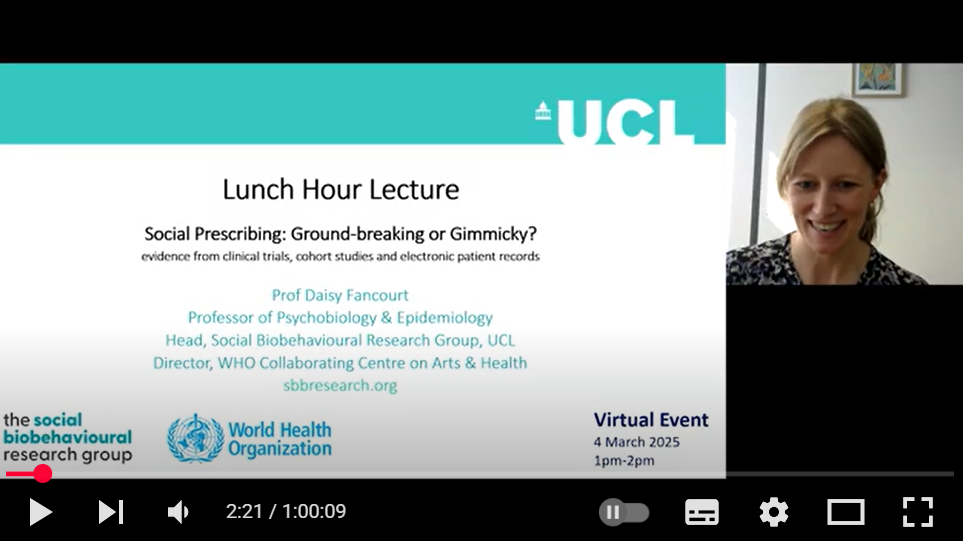 UCL
Lunch Hour Lecture
Social Prescribing: Ground-breaking or Gimmicky?
evidence from clinical trials, cohort studies and electronic patient records
Prof Daisy Fancourt
Professor of Psychobiology & Epidemiology
Head, Social Biobehavioural Research Group, UCL
Director, WHO Collaborating Centre on Arts & Health
sbbresearch.org
the social
biobehavioural
research group
World Health
Organization
Virtual Event
4 March 2025
1pm-2pm
2:21 / 1:00:09